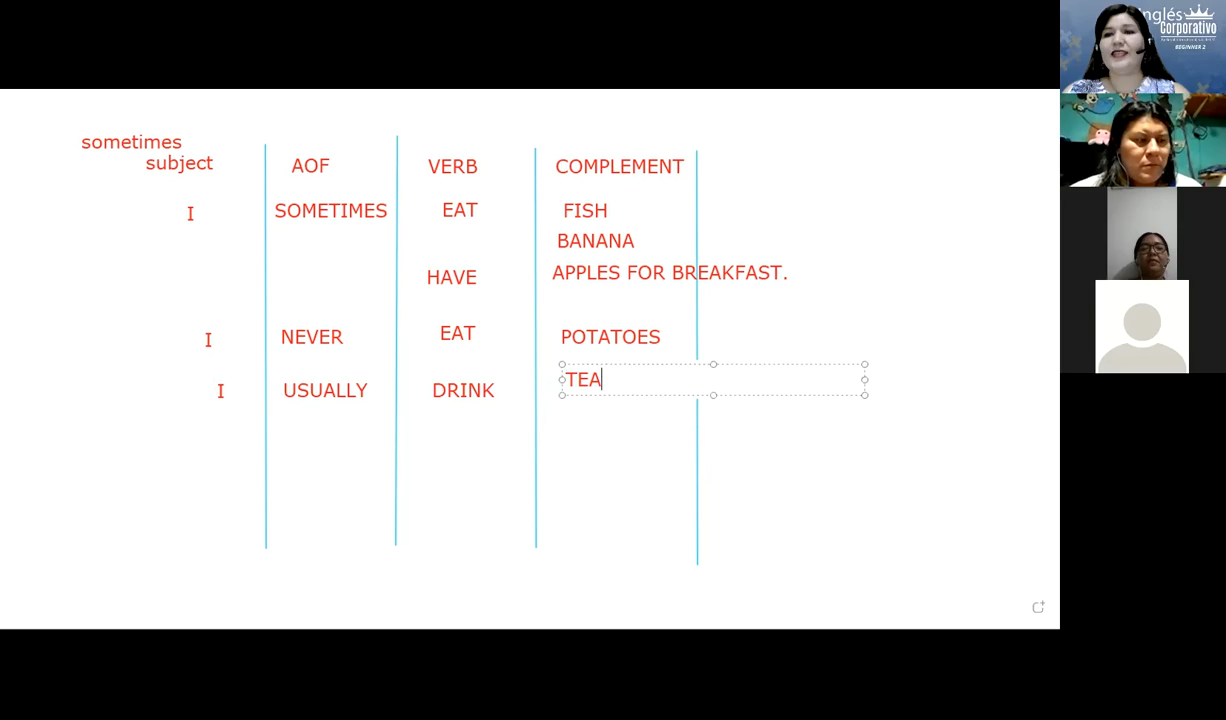 inglés
Corporativo
BEGINNER 2
sometimes
subject
AOF
VERB
COMPLEMENT
I
SOMETIMES
EAT
FISH
BANANA
HAVE
APPLES FOR BREAKFAST.
I
NEVER
EAT
POTATOES
I
USUALLY
DRINK
TEA